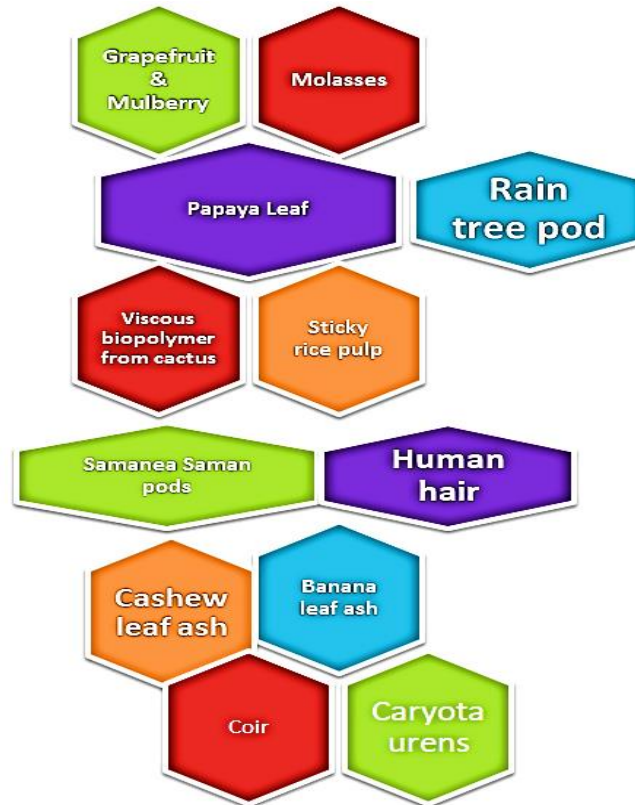 Grapefruit
&
Mulberry
Molasses
Papaya Leaf
Rain
tree pod
Viscous
biopolymer
from cactus
Sticky
rice pulp
Samanea Saman
pods
Human
hair
Cashew
leaf ash
Banana
leaf ash
Coir
Caryota
urens